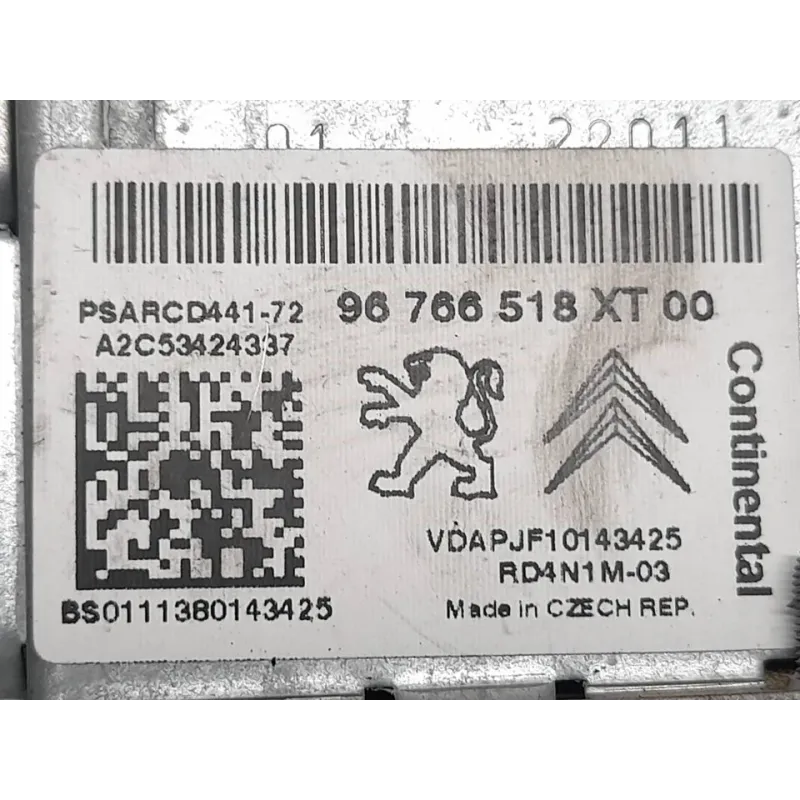 01 22011
PSARCD441-72 96 766 518 XT 00
A2C53424337
Continental
VDAPJF10143425
RD4N1M-03
BS0111380143425
Made in CZECH REP.